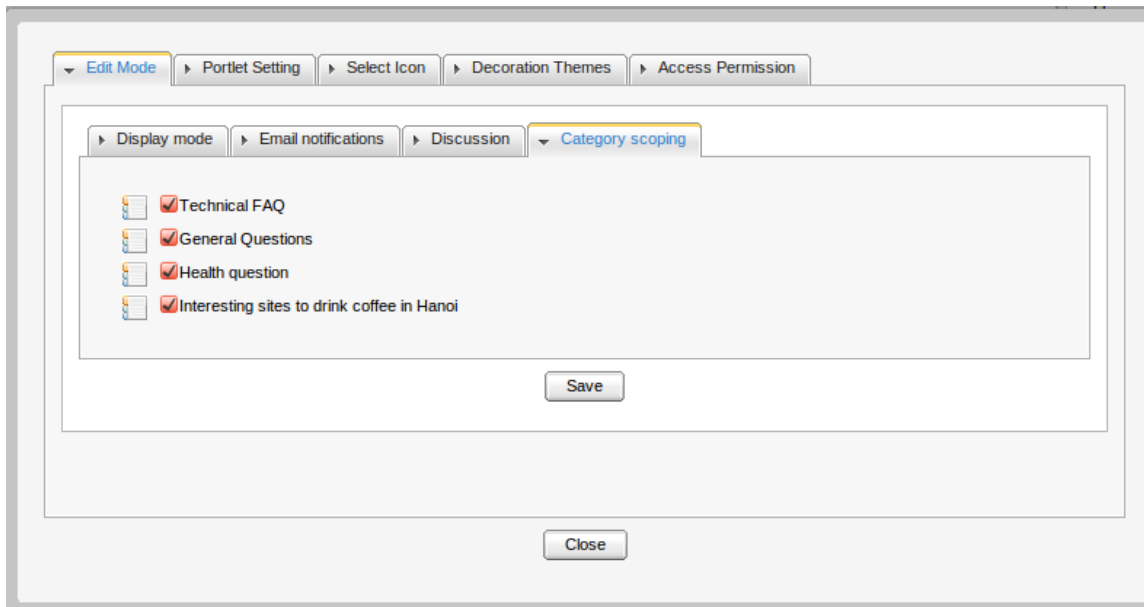 Edit Mode Portlet Setting Select Icon Decoration Themes Access Permission
Display mode Email notifications Discussion Category scoping
Technical FAQ
General Questions
Health question
Interesting sites to drink coffee in Hanoi
Save
Close